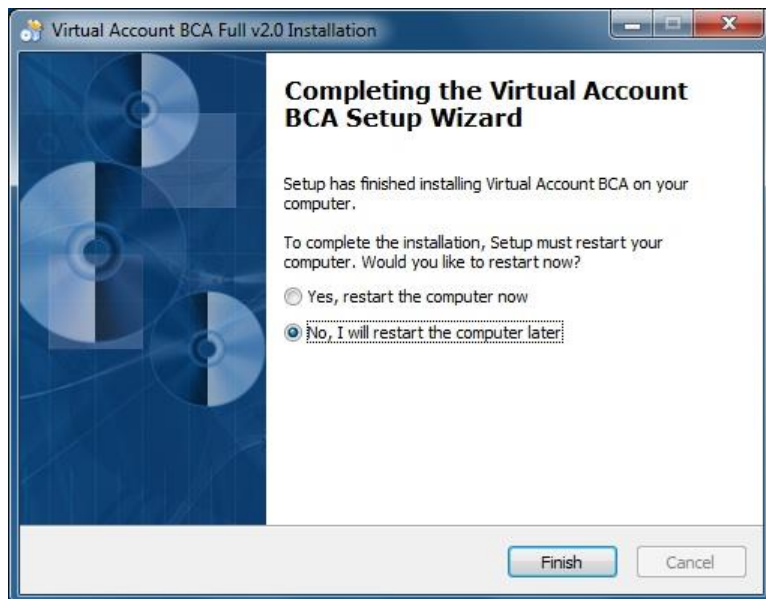 Virtual Account BCA Full v2.0 Installation
Completing the Virtual Account
BCA Setup Wizard
Setup has finished installing Virtual Account BCA on your
computer.
To complete the installation, Setup must restart your
computer. Would you like to restart now?
Yes, restart the computer now
No, I will restart the computer later
Finish
Cancel